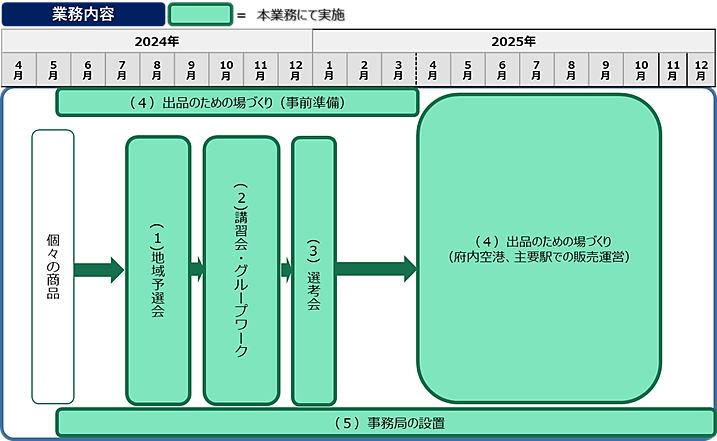 業務内容
= 本業務にて実施
2024年 2025年
4月 5月 6月 7月 8月 9月 10月 11月 12月 1月 2月 3月 4月 5月 6月 7月 8月 9月 10月 11月 12月
(4) 出品のための場づくり (事前準備)
個々の商品
(1)地域予選会
(2)講習会・グループワーク
(3) 選考会
(4) 出品のための場づくり
(府内空港、主要駅での販売運営)
(5) 事務局の設置